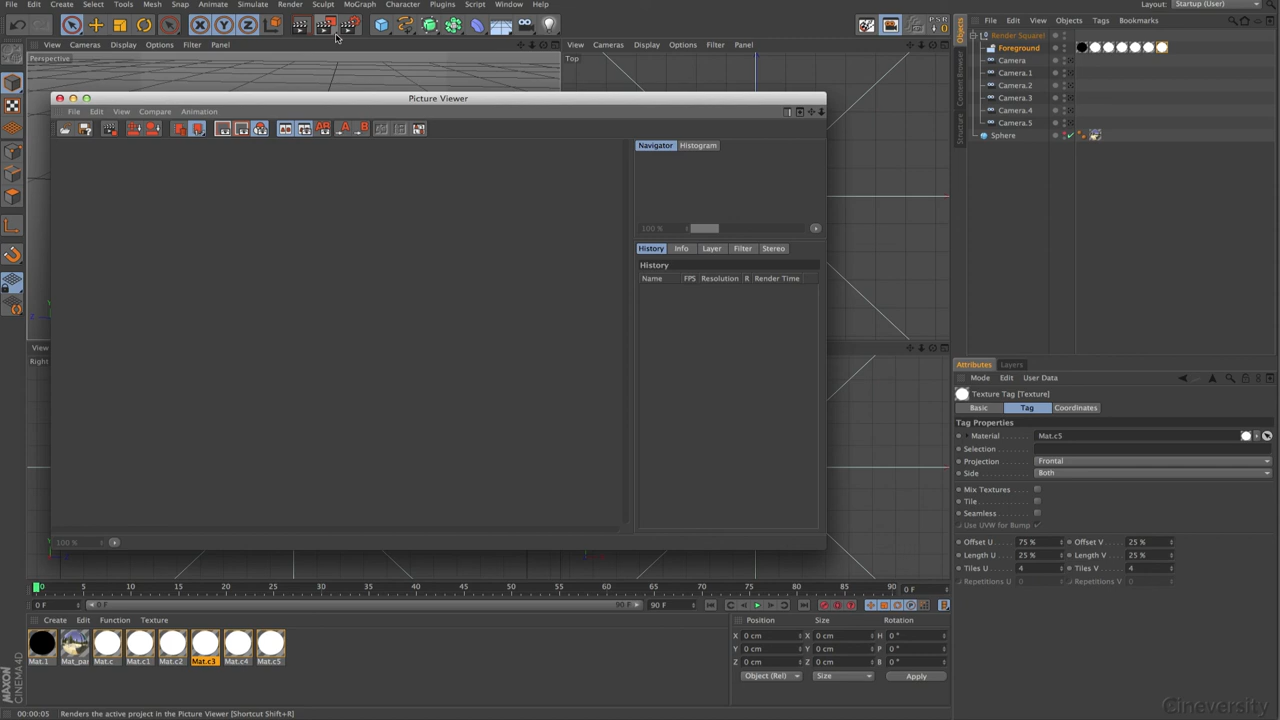 File Edit Create Select Tools Mesh Snap Animate Simulate Render Sculpt MoGraph Character Plugins Script Window Help Layout: Startup (User)
View Cameras Display Options Filter Panel
View Cameras Display Options Filter Panel
Perspective
Top
PSR
File Edit View Objects Tags Bookmarks
Objects
Content Browser
Structure
Render Square
Foreground
Camera
Camera.1
Camera.2
Camera.3
Camera.4
Camera.5
Sphere
Picture Viewer
File Edit View Compare Animation
Navigator Histogram
100 %
History Info Layer Filter Stereo
History
Name FPS Resolution R Render Time
100 %
View
Right
Attributes Layers
Mode Edit User Data
Texture Tag [Texture]
Basic Tag Coordinates
Tag Properties
Material Mat.c5
Selection
Projection Frontal
Side Both
Mix Textures
Tile
Seamless
Use UVW for Bump
Offset U 75 % Offset V 25 %
Length U 25 % Length V 25 %
Tiles U 4 Tiles V 4
Repetitions U 0 Repetitions V 0
0 5 10 15 20 25 30 35 40 45 50 55 60 65 70 75 80 85 90 0 F
0 F 0 F 90 F 90 F
Create Edit Function Texture
Mat.1 Mat_pa Mat.c Mat.c1 Mat.c2 Mat.c3 Mat.c4 Mat.c5
Position Size Rotation
X 0 cm X 0 cm H 0 °
Y 0 cm Y 0 cm P 0 °
Z 0 cm Z 0 cm B 0 °
Object (Rel) Size Apply
MAXON
CINEMA 4D
Cineversity
00:00:05 Renders the active project in the Picture Viewer [Shortcut Shift+R]